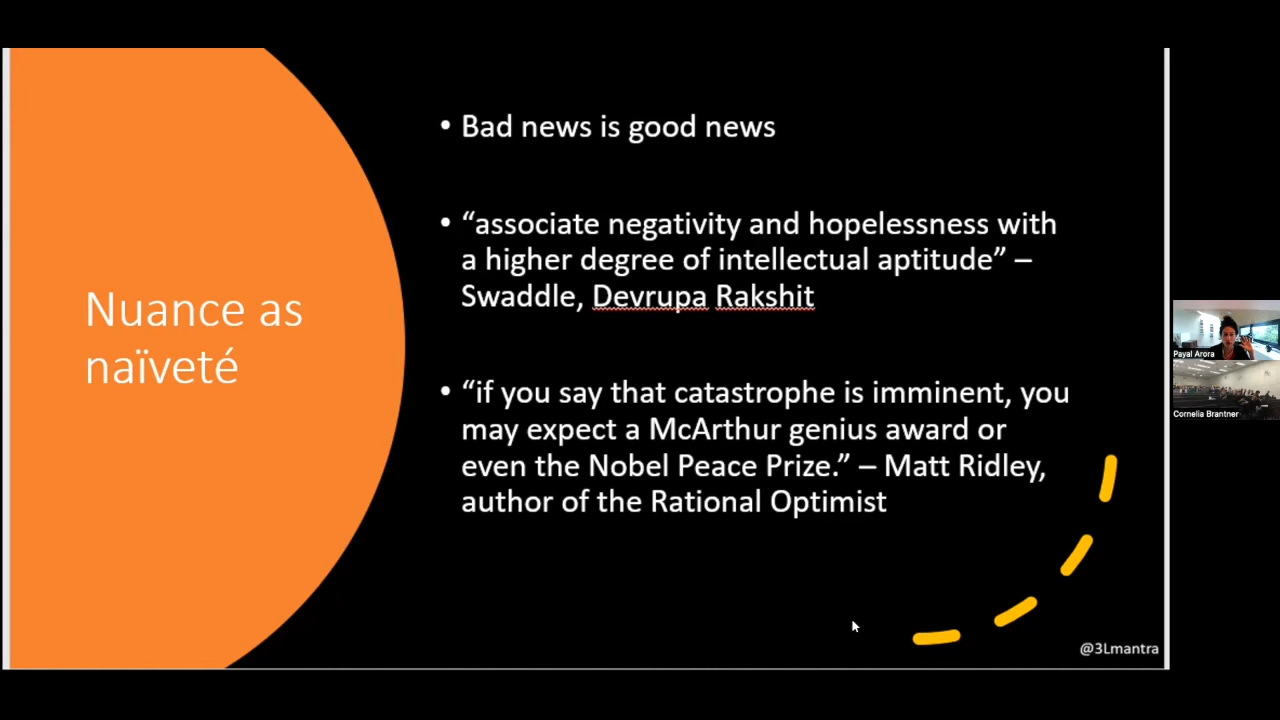 Nuance as
naïveté
• Bad news is good news
• “associate negativity and hopelessness with
a higher degree of intellectual aptitude” –
Swaddle, Devrupa Rakshit
• “if you say that catastrophe is imminent, you
may expect a McArthur genius award or
even the Nobel Peace Prize.” – Matt Ridley,
author of the Rational Optimist
@3Lmantra
Payal Arora
Cornelia Brantner